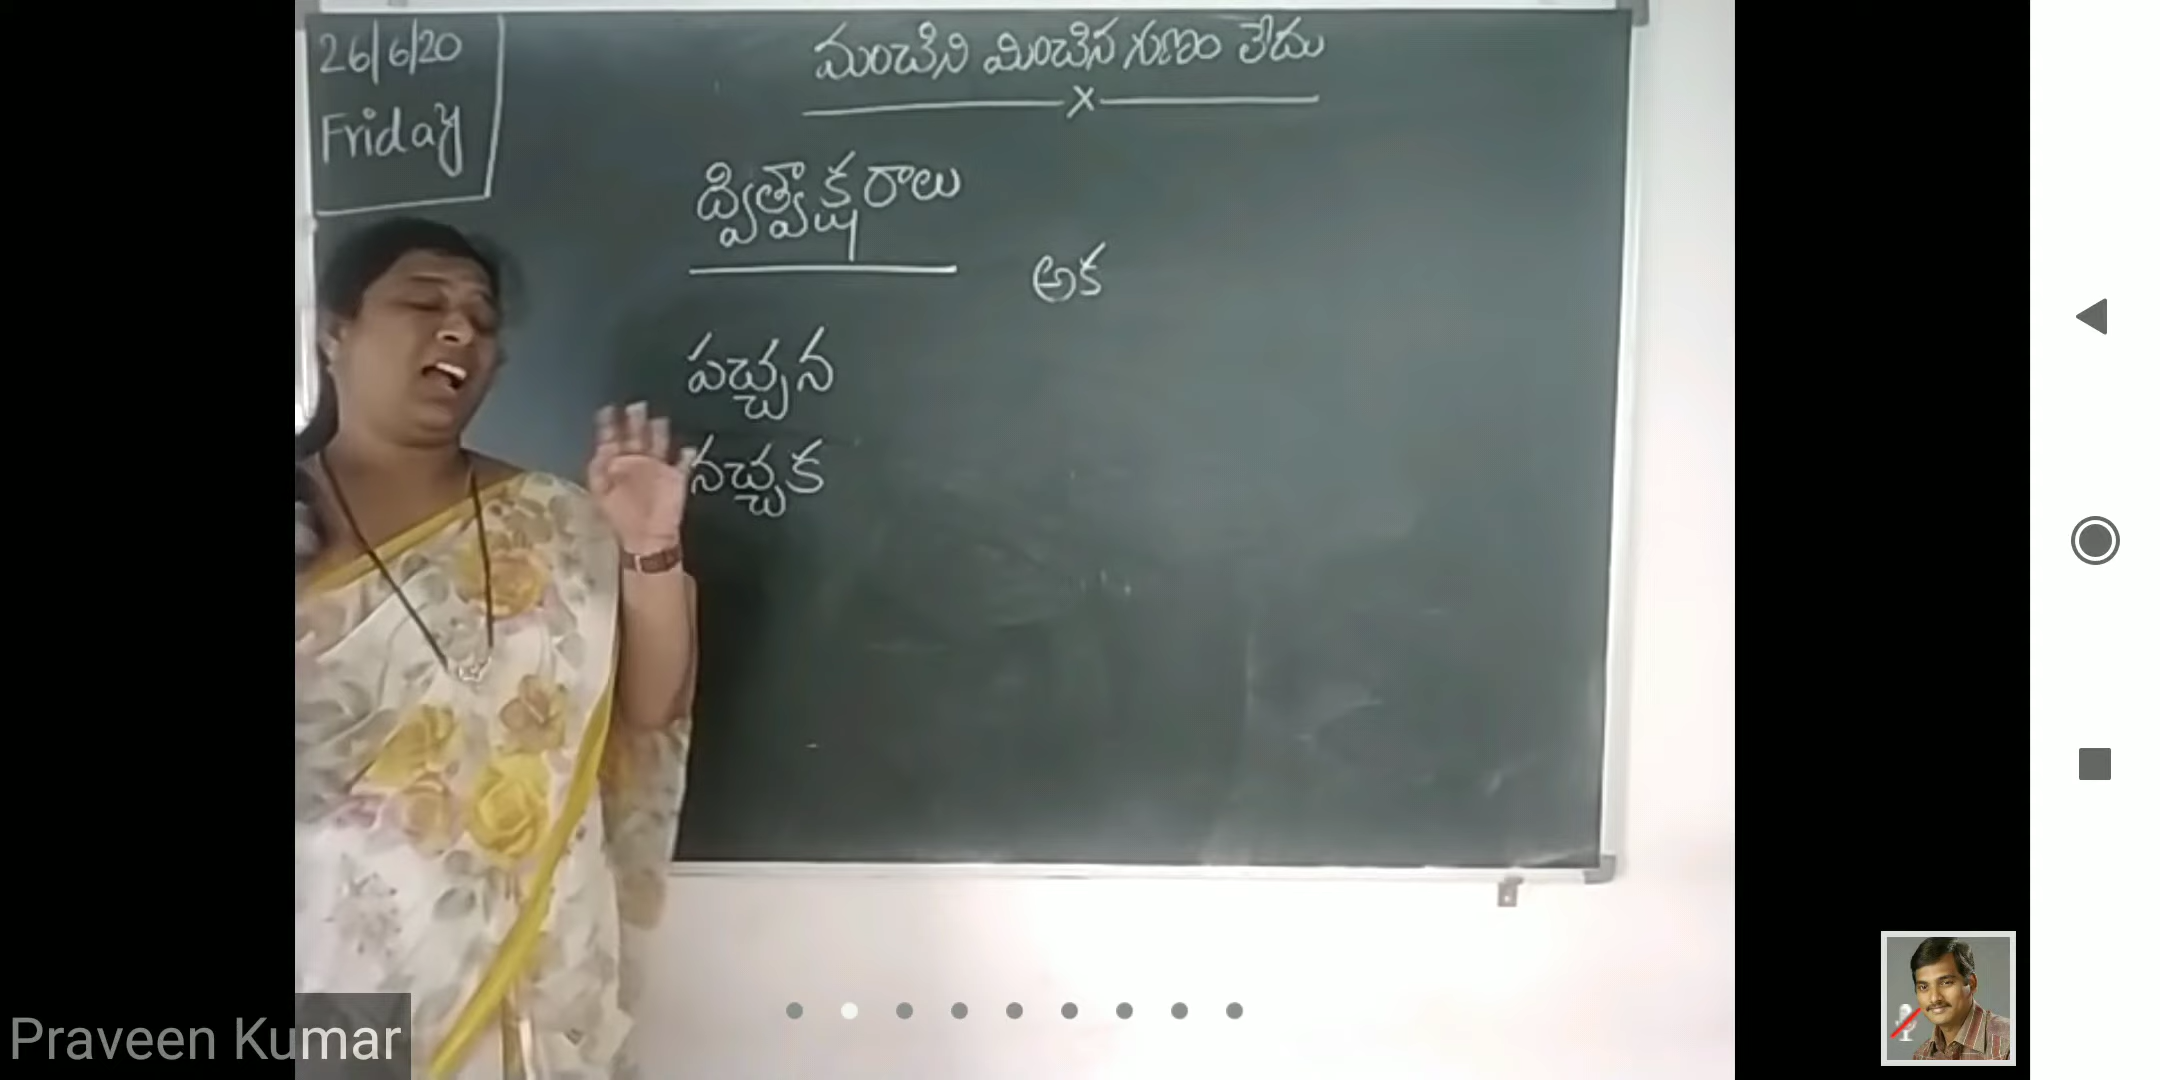 26/6/20
Friday
మంచికిని మించిన గుణం లేదు
x
ద్విత్వాక్షరాలు
అక
పచ్చన
నచ్చక
Praveen Kumar